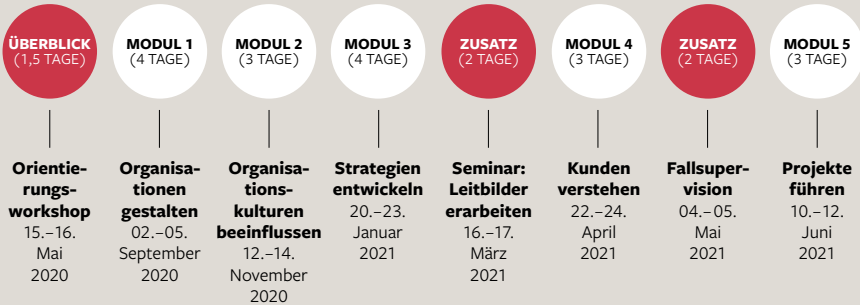 ÜBERBLICK
(1,5 TAGE)
Orientie-
rungs-
workshop
15.–16.
Mai
2020
MODUL 1
(4 TAGE)
Organisa-
tionen
gestalten
02.–05.
September
2020
MODUL 2
(3 TAGE)
Organisa-
tions-
kulturen
beeinflussen
12.–14.
November
2020
MODUL 3
(4 TAGE)
Strategien
entwickeln
20.–23.
Januar
2021
ZUSATZ
(2 TAGE)
Seminar:
Leitbilder
erarbeiten
16.–17.
März
2021
MODUL 4
(3 TAGE)
Kunden
verstehen
22.–24.
April
2021
ZUSATZ
(2 TAGE)
Fallsuper-
vision
04.–05.
Mai
2021
MODUL 5
(3 TAGE)
Projekte
führen
10.–12.
Juni
2021